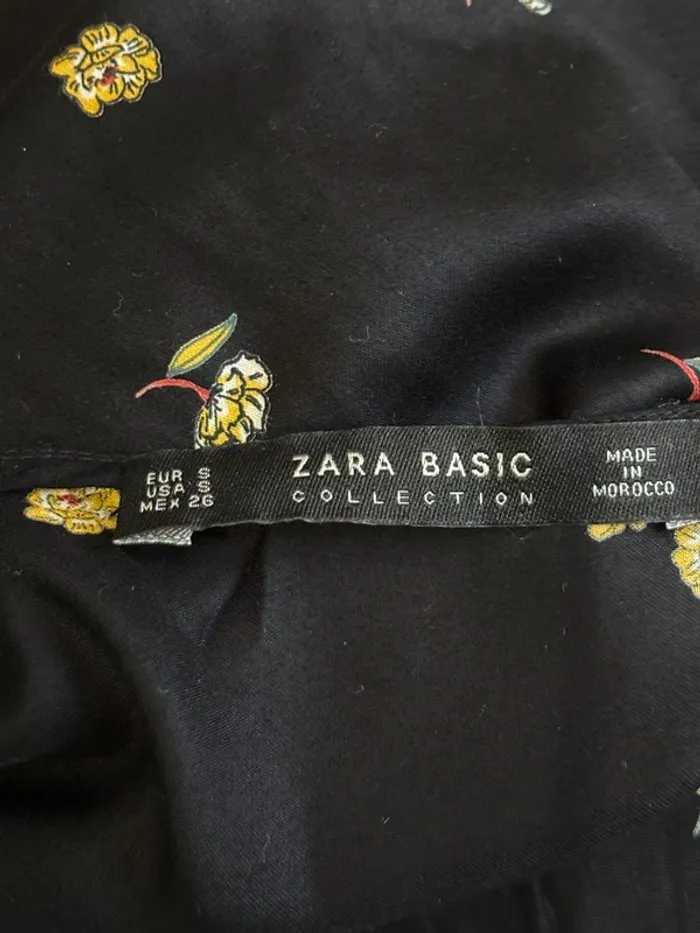 EUR S
USA S
MEX 26
ZARA BASIC
COLLECTION
MADE
IN
MOROCCO